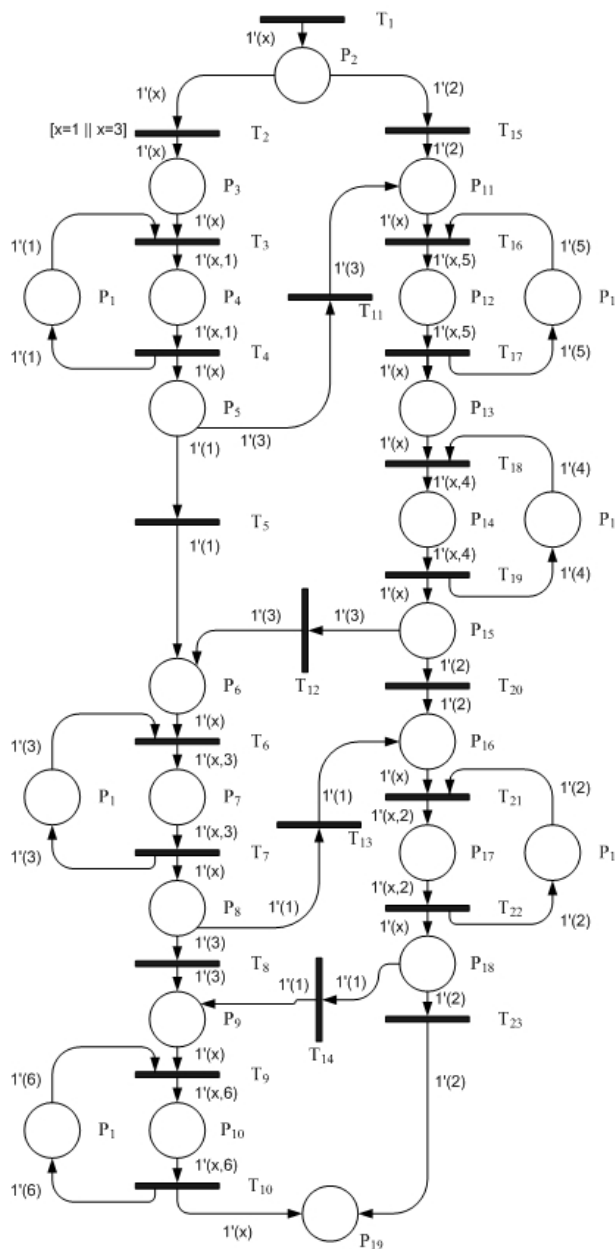 T1
1'(x)
P2
1'(x)
1'(2)
[x=1 || x=3]
T2
T15
1'(x)
1'(2)
P3
P11
1'(x)
1'(x)
1'(1)
T3
T16
1'(3)
1'(5)
1'(x,1)
1'(x,5)
P1
P4
P12
P1
T11
1'(x,1)
1'(x,5)
1'(1)
T4
T17
1'(5)
1'(x)
1'(x)
P5
P13
1'(1)
1'(3)
1'(x)
T18
1'(4)
1'(x,4)
P14
P1
T5
1'(1)
1'(x,4)
T19
1'(4)
1'(x)
1'(3)
1'(3)
P15
1'(2)
P6
T12
T20
1'(x)
1'(2)
P16
1'(3)
T6
1'(x,3)
1'(x)
1'(1)
T21
1'(2)
P1
P7
1'(x,2)
1'(x,3)
T13
P17
P1
1'(3)
T7
1'(x)
1'(x,2)
P8
1'(1)
T22
1'(2)
1'(x)
1'(3)
T8
P18
1'(3)
1'(1)
1'(1)
1'(2)
P9
T23
T14
1'(x)
1'(6)
T9
1'(2)
1'(x,6)
P1
P10
1'(x,6)
1'(6)
T10
1'(x)
P19